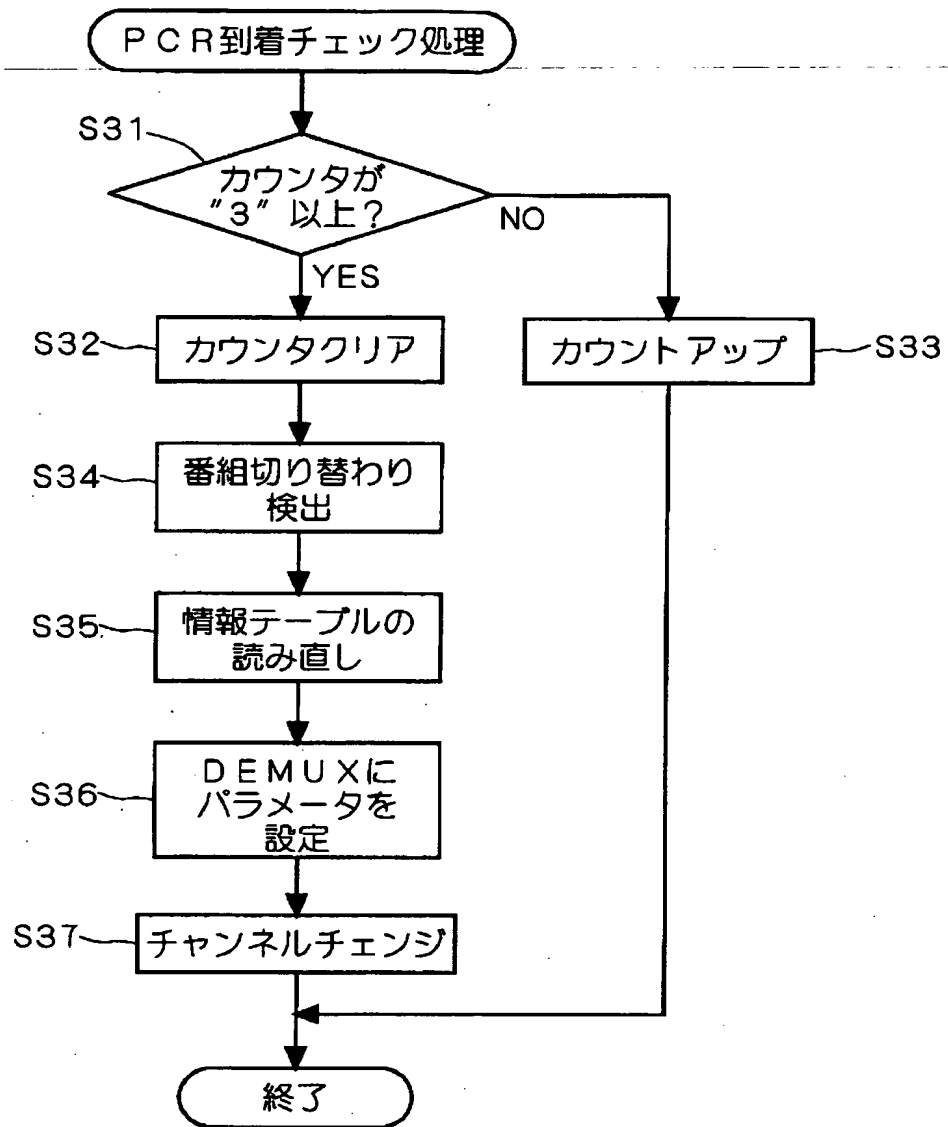 ＰＣＲ到着チェック処理
S31
カウンタが
"3" 以上？
NO
YES
S32
カウンタクリア
カウントアップ
S33
S34
番組切り替わり
検出
S35
情報テーブルの
読み直し
S36
ＤＥＭＵＸに
パラメータを
設定
S37
チャンネルチェンジ
終了